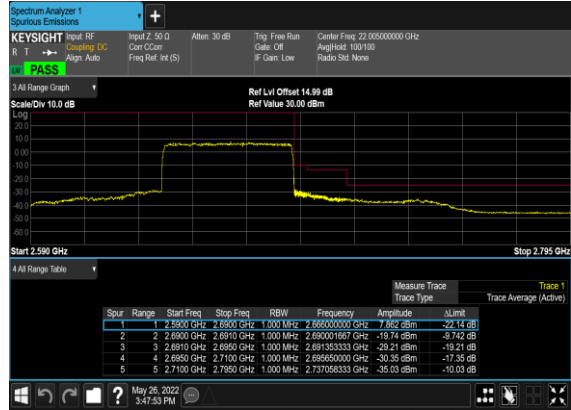 Spectrum Analyzer 1
Spurious Emissions
+
KEYSIGHT Input: RF Input Z: 50 Ω Atten: 30 dB Trig: Free Run Center Freq: 22.005000000 GHz
R T Coupling: DC Corr CCorr Gate: Off Avg|Hold: 100/100
Align: Auto Freq Ref: Int (S) IF Gain: Low Radio Std: None
PASS
3 All Range Graph
Ref Lvl Offset 14.99 dB
Scale/Div 10.0 dB Ref Value 30.00 dBm
Log
20.0
10.0
0.00
-10.0
-20.0
-30.0
-40.0
-50.0
-60.0
Start 2.590 GHz Stop 2.795 GHz
4 All Range Table
Measure Trace Trace 1
Trace Type Trace Average (Active)
Spur Range Start Freq Stop Freq RBW Frequency Amplitude ΔLimit
1 1 2.5900 GHz 2.6900 GHz 1.000 MHz 2.666000000 GHz 7.862 dBm -22.14 dB
2 2 2.6900 GHz 2.6910 GHz 1.000 MHz 2.690001667 GHz -19.74 dBm -9.742 dB
3 3 2.6910 GHz 2.6950 GHz 1.000 MHz 2.691353333 GHz -29.21 dBm -19.21 dB
4 4 2.6950 GHz 2.7100 GHz 1.000 MHz 2.695650000 GHz -30.35 dBm -17.35 dB
5 5 2.7100 GHz 2.7950 GHz 1.000 MHz 2.737058333 GHz -35.03 dBm -10.03 dB
? May 26, 2022
3:47:53 PM